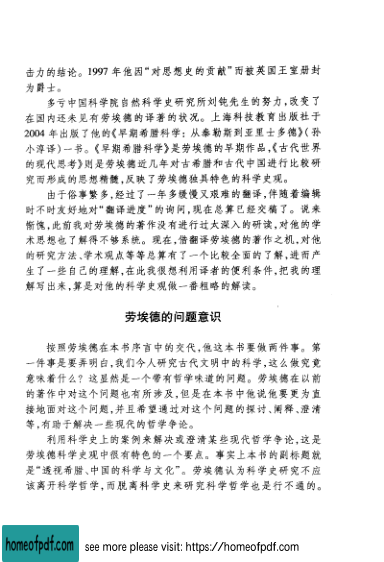 击力的结论。1997年他因“对思想史的贡献”而被英国王室册封
为爵士。
多亏中国科学院自然科学史研究所刘钝先生的努力,改变了
在国内还未见有劳埃德的译著的状况。上海科技教育出版社于
2004年出版了他的《早期希腊科学:从泰勒斯到亚里士多德》(孙
小淳译)一书。《早期希腊科学》是劳埃德的早期作品,《古代世界
的现代思考》则是劳埃德近几年对古希腊和古代中国进行比较研
究而形成的思想精髓,反映了劳埃德独具特色的科学史观。
由于俗事繁多,经过了一年多缓慢又艰难的翻译,伴随着编辑
时不时友好地对“翻译进度”的询问,现在总算已经交稿了。说来
惭愧,此前我对劳埃德的著作没有进行过太深入的研读,对他的学
术思想也了解得不够系统。现在,借翻译劳埃德的著作之机,对他
的研究方法、学术观点等等总算有了一个比较全面的了解,进而产
生了一些自己的理解,在此我很想利用译者的便利条件,把我的理
解写出来,算是对他的科学史观做一番粗略的解读。
劳埃德的问题意识
按照劳埃德在本书序言中的交代,他这本书要做两件事。第
一件事是要弄明白,我们今人研究古代文明中的科学,这么做究竟
意味着什么?这显然是一个带有哲学味道的问题。劳埃德在以前
的著作中对这个问题也有所涉及,但是在本书中他说他要更为直
接地面对这个问题,并且希望通过对这个问题的探讨、阐释、澄清
等,有助于解决一些现代的哲学争论。
利用科学史上的案例来解决或澄清某些现代哲学争论,这是
劳埃德科学史观中很有特色的一个要点。事实上本书的副标题就
是“透视希腊、中国的科学与文化”。劳埃德认为科学史研究不应
该离开科学哲学,而脱离科学史来研究科学哲学也是行不通的。
homeofpdf.com
see more please visit: https://homeofpdf.com